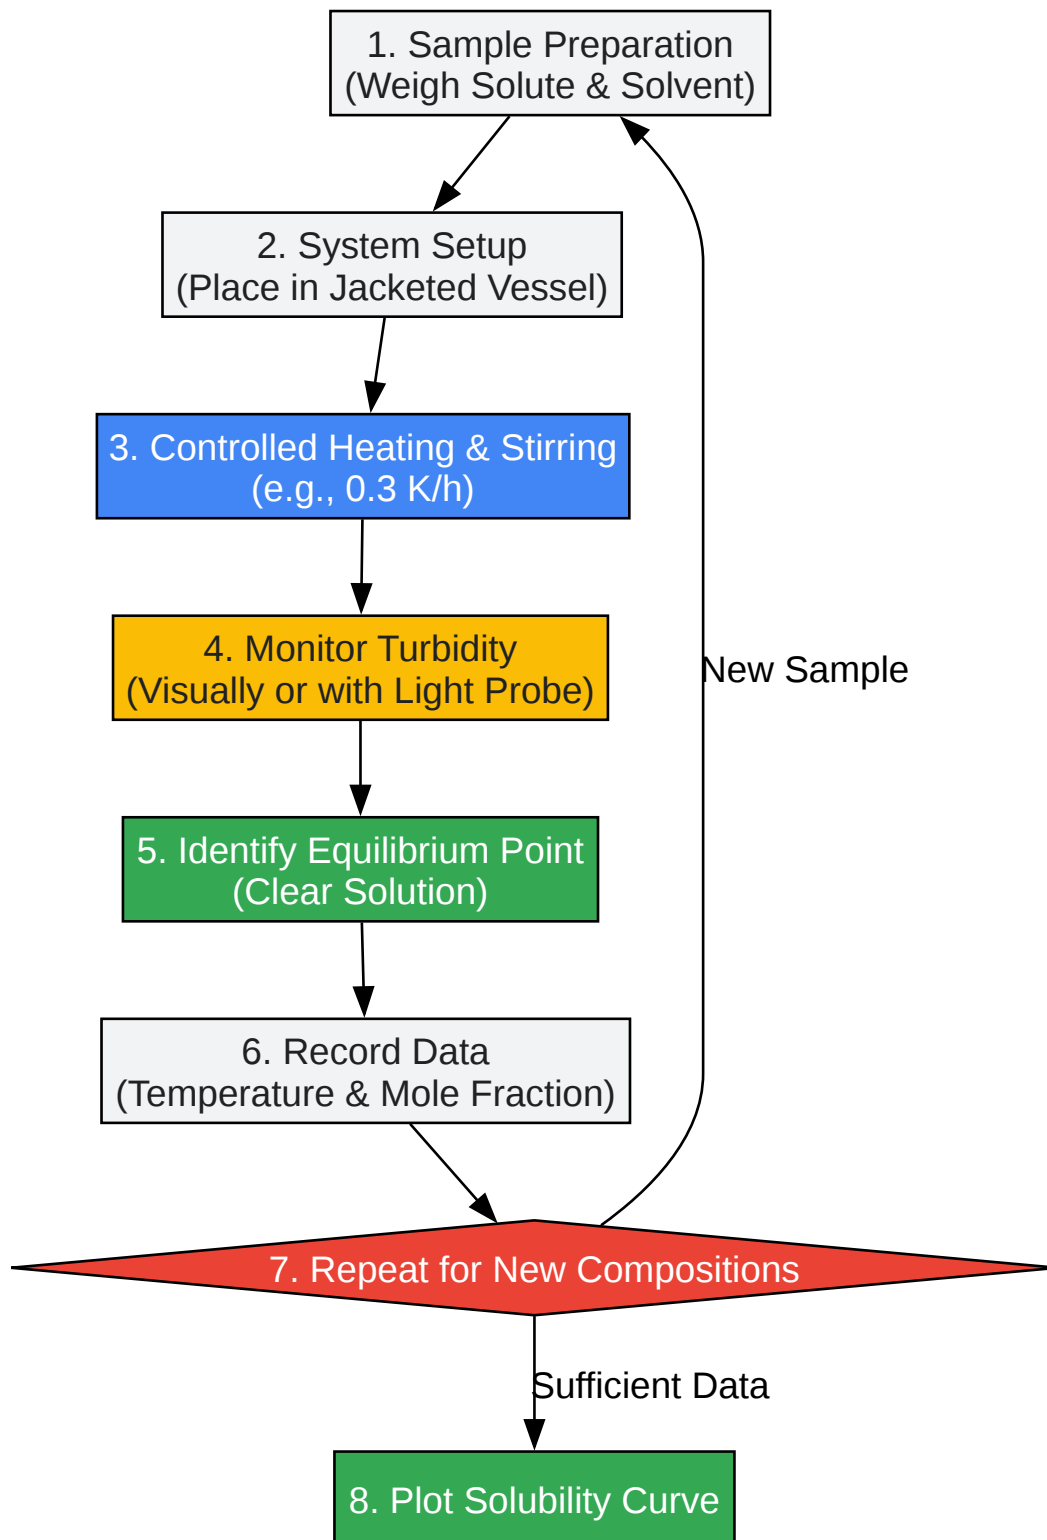 1. Sample Preparation
(Weigh Solute & Solvent)
2. System Setup
(Place in Jacketed Vessel)
3. Controlled Heating & Stirring
(e.g., 0.3 K/h)
4. Monitor Turbidity
(Visually or with Light Probe)
New Sample
5. Identify Equilibrium Point
(Clear Solution)
6. Record Data
(Temperature & Mole Fraction)
7. Repeat for New Compositions
Sufficient Data
8. Plot Solubility Curve